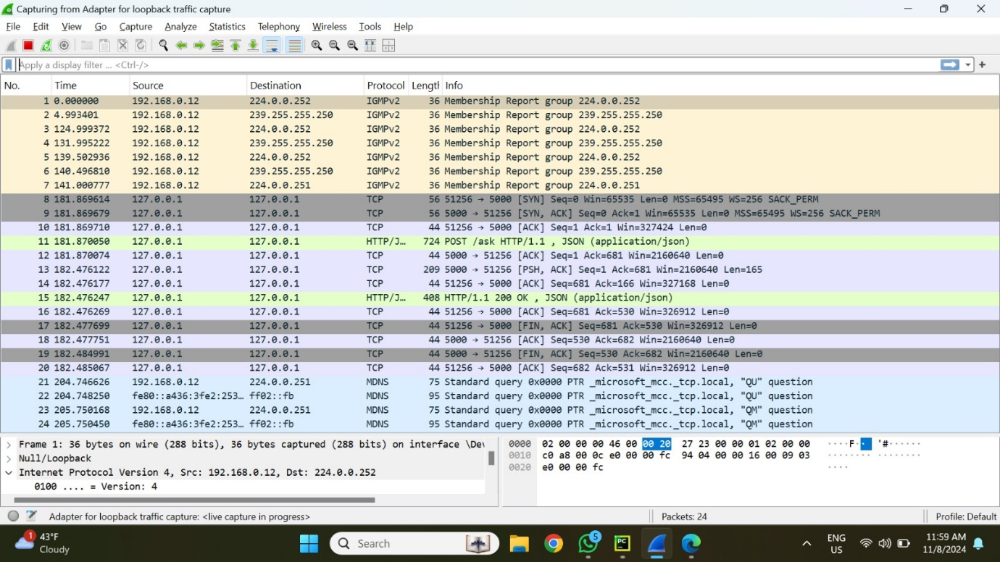 Capturing from Adapter for loopback traffic capture
File Edit View Go Capture Analyze Statistics Telephony Wireless Tools Help
Apply a display filter ... <Ctrl-/>
No. Time Source Destination Protocol Length Info
1 0.000000 192.168.0.12 224.0.0.252 IGMPv2 36 Membership Report group 224.0.0.252
2 4.993401 192.168.0.12 239.255.255.250 IGMPv2 36 Membership Report group 239.255.255.250
3 124.999372 192.168.0.12 224.0.0.252 IGMPv2 36 Membership Report group 224.0.0.252
4 131.995222 192.168.0.12 239.255.255.250 IGMPv2 36 Membership Report group 239.255.255.250
5 139.502936 192.168.0.12 224.0.0.252 IGMPv2 36 Membership Report group 224.0.0.252
6 140.496810 192.168.0.12 239.255.255.250 IGMPv2 36 Membership Report group 239.255.255.250
7 141.000777 192.168.0.12 224.0.0.251 IGMPv2 36 Membership Report group 224.0.0.251
8 181.869614 127.0.0.1 127.0.0.1 TCP 56 51256 → 5000 [SYN] Seq=0 Win=65535 Len=0 MSS=65495 WS=256 SACK_PERM
9 181.869679 127.0.0.1 127.0.0.1 TCP 56 5000 → 51256 [SYN, ACK] Seq=0 Ack=1 Win=65535 Len=0 MSS=65495 WS=256 SACK_PERM
10 181.869710 127.0.0.1 127.0.0.1 TCP 44 51256 → 5000 [ACK] Seq=1 Ack=1 Win=327424 Len=0
11 181.870050 127.0.0.1 127.0.0.1 HTTP/J... 724 POST /ask HTTP/1.1 , JSON (application/json)
12 181.870074 127.0.0.1 127.0.0.1 TCP 44 5000 → 51256 [ACK] Seq=1 Ack=681 Win=2160640 Len=0
13 182.476122 127.0.0.1 127.0.0.1 TCP 209 5000 → 51256 [PSH, ACK] Seq=1 Ack=681 Win=2160640 Len=165
14 182.476177 127.0.0.1 127.0.0.1 TCP 44 51256 → 5000 [ACK] Seq=681 Ack=166 Win=327168 Len=0
15 182.476247 127.0.0.1 127.0.0.1 HTTP/J... 408 HTTP/1.1 200 OK , JSON (application/json)
16 182.476269 127.0.0.1 127.0.0.1 TCP 44 51256 → 5000 [ACK] Seq=681 Ack=530 Win=326912 Len=0
17 182.477699 127.0.0.1 127.0.0.1 TCP 44 51256 → 5000 [FIN, ACK] Seq=681 Ack=530 Win=326912 Len=0
18 182.477751 127.0.0.1 127.0.0.1 TCP 44 5000 → 51256 [ACK] Seq=530 Ack=682 Win=2160640 Len=0
19 182.484991 127.0.0.1 127.0.0.1 TCP 44 5000 → 51256 [FIN, ACK] Seq=530 Ack=682 Win=2160640 Len=0
20 182.485067 127.0.0.1 127.0.0.1 TCP 44 51256 → 5000 [ACK] Seq=682 Ack=531 Win=326912 Len=0
21 204.746626 192.168.0.12 224.0.0.251 MDNS 75 Standard query 0x0000 PTR _microsoft_mcc._tcp.local, "QU" question
22 204.748250 fe80::a436:3fe2:253... ff02::fb MDNS 95 Standard query 0x0000 PTR _microsoft_mcc._tcp.local, "QU" question
23 205.750168 192.168.0.12 224.0.0.251 MDNS 75 Standard query 0x0000 PTR _microsoft_mcc._tcp.local, "QM" question
24 205.750450 fe80::a436:3fe2:253... ff02::fb MDNS 95 Standard query 0x0000 PTR _microsoft_mcc._tcp.local, "QM" question
Frame 1: 36 bytes on wire (288 bits), 36 bytes captured (288 bits) on interface \Dev
Null/Loopback
Internet Protocol Version 4, Src: 192.168.0.12, Dst: 224.0.0.252
0100 .... = Version: 4
0000 02 00 00 00 46 00 00 20 27 23 00 00 01 02 00 00 ····F·· '#······
0010 c0 a8 00 0c e0 00 00 fc 94 04 00 00 16 00 09 03 ········ ········
0020 e0 00 00 fc ····
Adapter for loopback traffic capture: <live capture in progress> Packets: 24 Profile: Default
1 43°F
Cloudy
Search
5
PC
ENG
US
11:59 AM
11/8/2024